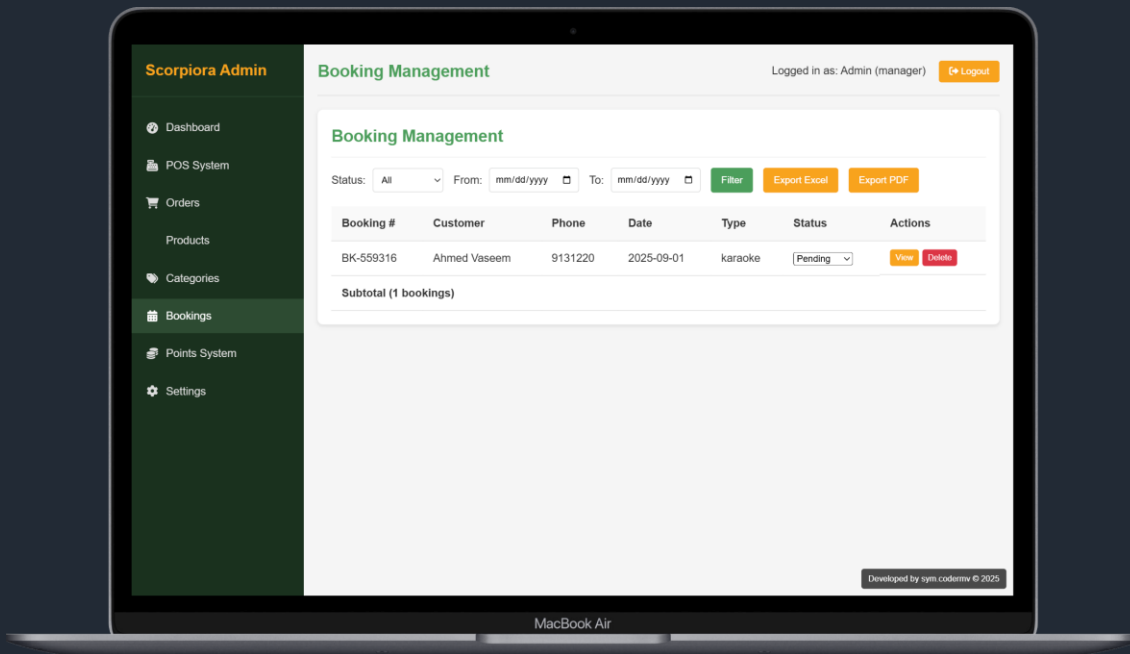 Scorpiora Admin
Dashboard
POS System
Orders
Products
Categories
Bookings
Points System
Settings
Booking Management
Logged in as: Admin (manager)
Logout
Booking Management
Status: All From: mm/dd/yyyy To: mm/dd/yyyy Filter Export Excel Export PDF
Booking # Customer Phone Date Type Status Actions
BK-559316 Ahmed Vaseem 9131220 2025-09-01 karaoke Pending View Delete
Subtotal (1 bookings)
Developed by sym.codermv © 2025
MacBook Air